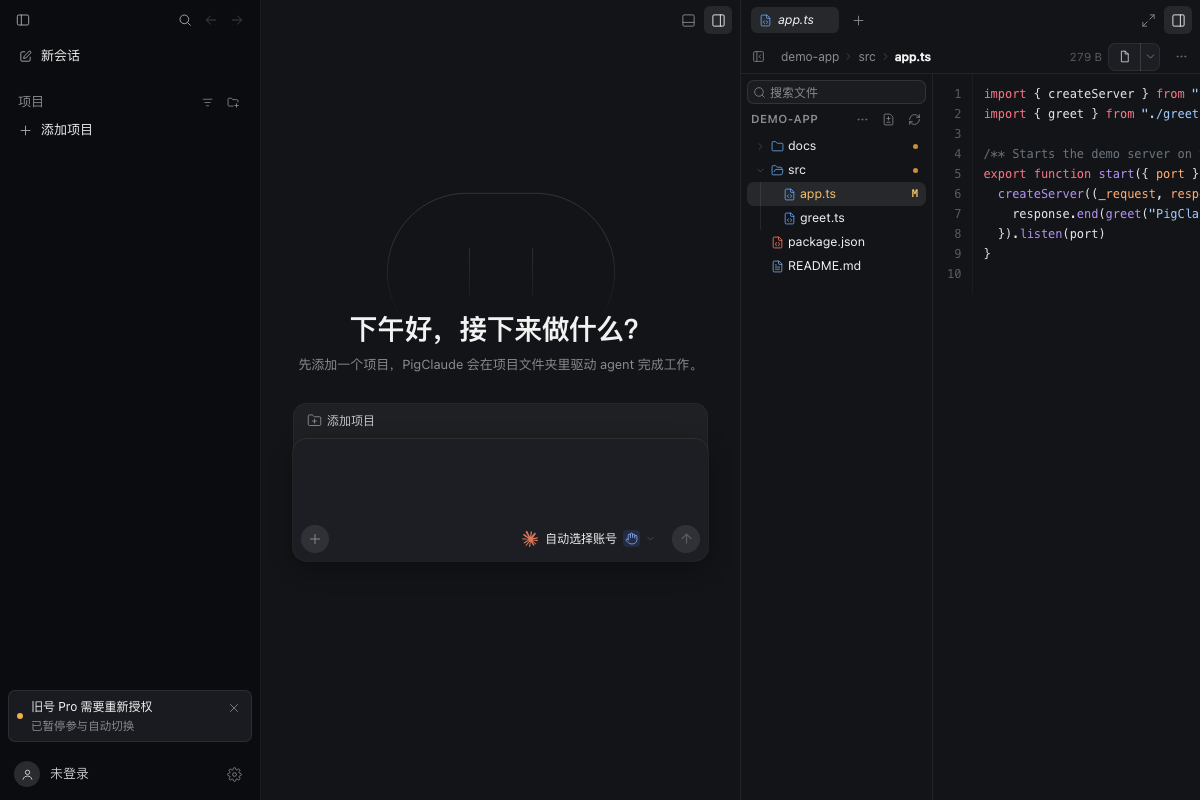 新会话
项目
添加项目
旧号 Pro 需要重新授权
已暂停参与自动切换
未登录
下午好，接下来做什么？
先添加一个项目，PigClaude 会在项目文件夹里驱动 agent 完成工作。
添加项目
自动选择账号
app.ts
demo-app
src
app.ts
279 B
搜索文件
DEMO-APP
docs
src
app.ts
M
greet.ts
package.json
README.md
1 import { createServer } from "
2 import { greet } from "./greet
3
4 /** Starts the demo server on
5 export function start({ port }
6 createServer((_request, respo
7 response.end(greet("PigCla
8 }).listen(port)
9 }
10